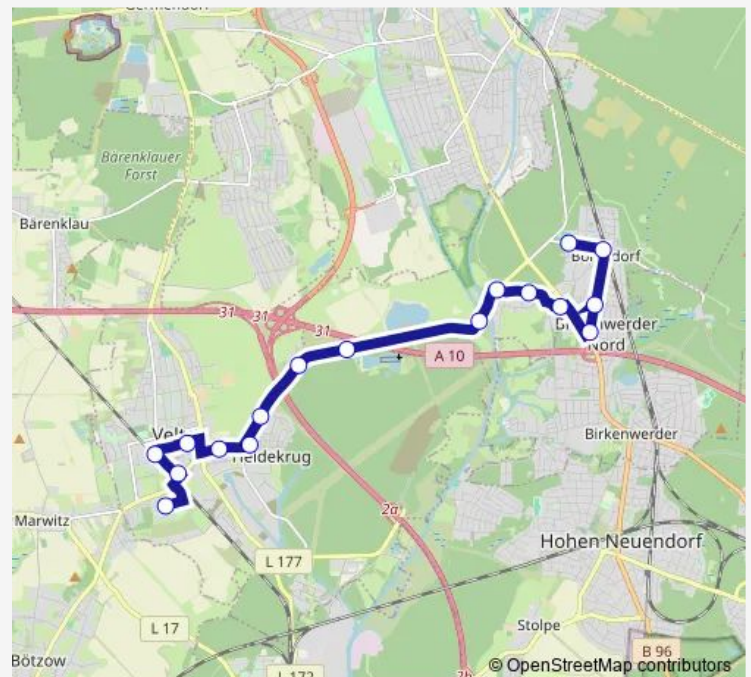 Bärenklauer
Forst
Bärenklau
31
31
31
A 10
Nord
Birkenwerder
Heidekrug
Marwitz
2a
Hohen Neuendorf
L 177
L 17
Stolpe
Bötzow
B 96
© OpenStreetMap contributors